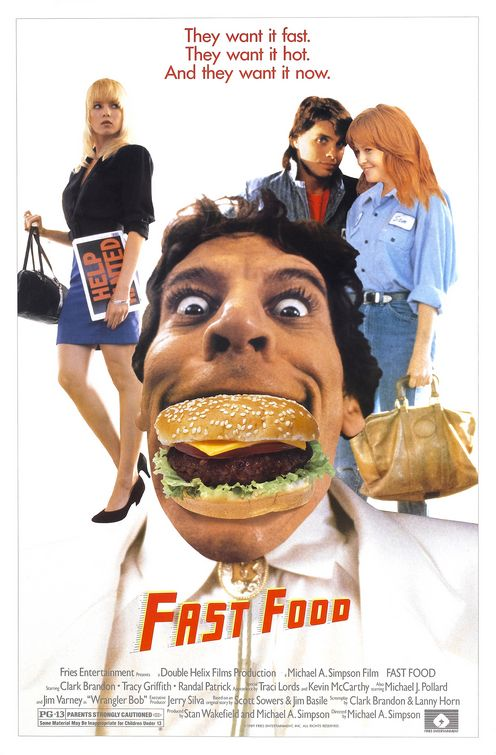 They want it fast.
They want it hot.
And they want it now.
HELP
WANTED
Sam
FAST FOOD
Fries Entertainment Presents A Double Helix Films Production A Michael A. Simpson Film FAST FOOD
Starring Clark Brandon • Tracy Griffith • Randal Patrick Traci Lords and Kevin McCarthy Michael J. Pollard
and Jim Varney as "Wrangler Bob" Executive Producer Jerry Silva Based on an original story by Scott Sowers & Jim Basile Screenplay by Clark Brandon & Lanny Horn
Produced by Stan Wakefield and Michael A. Simpson Directed by Michael A. Simpson
PG-13 PARENTS STRONGLY CAUTIONED
Some Material May Be Inappropriate for Children Under 13
FRIES ENTERTAINMENT